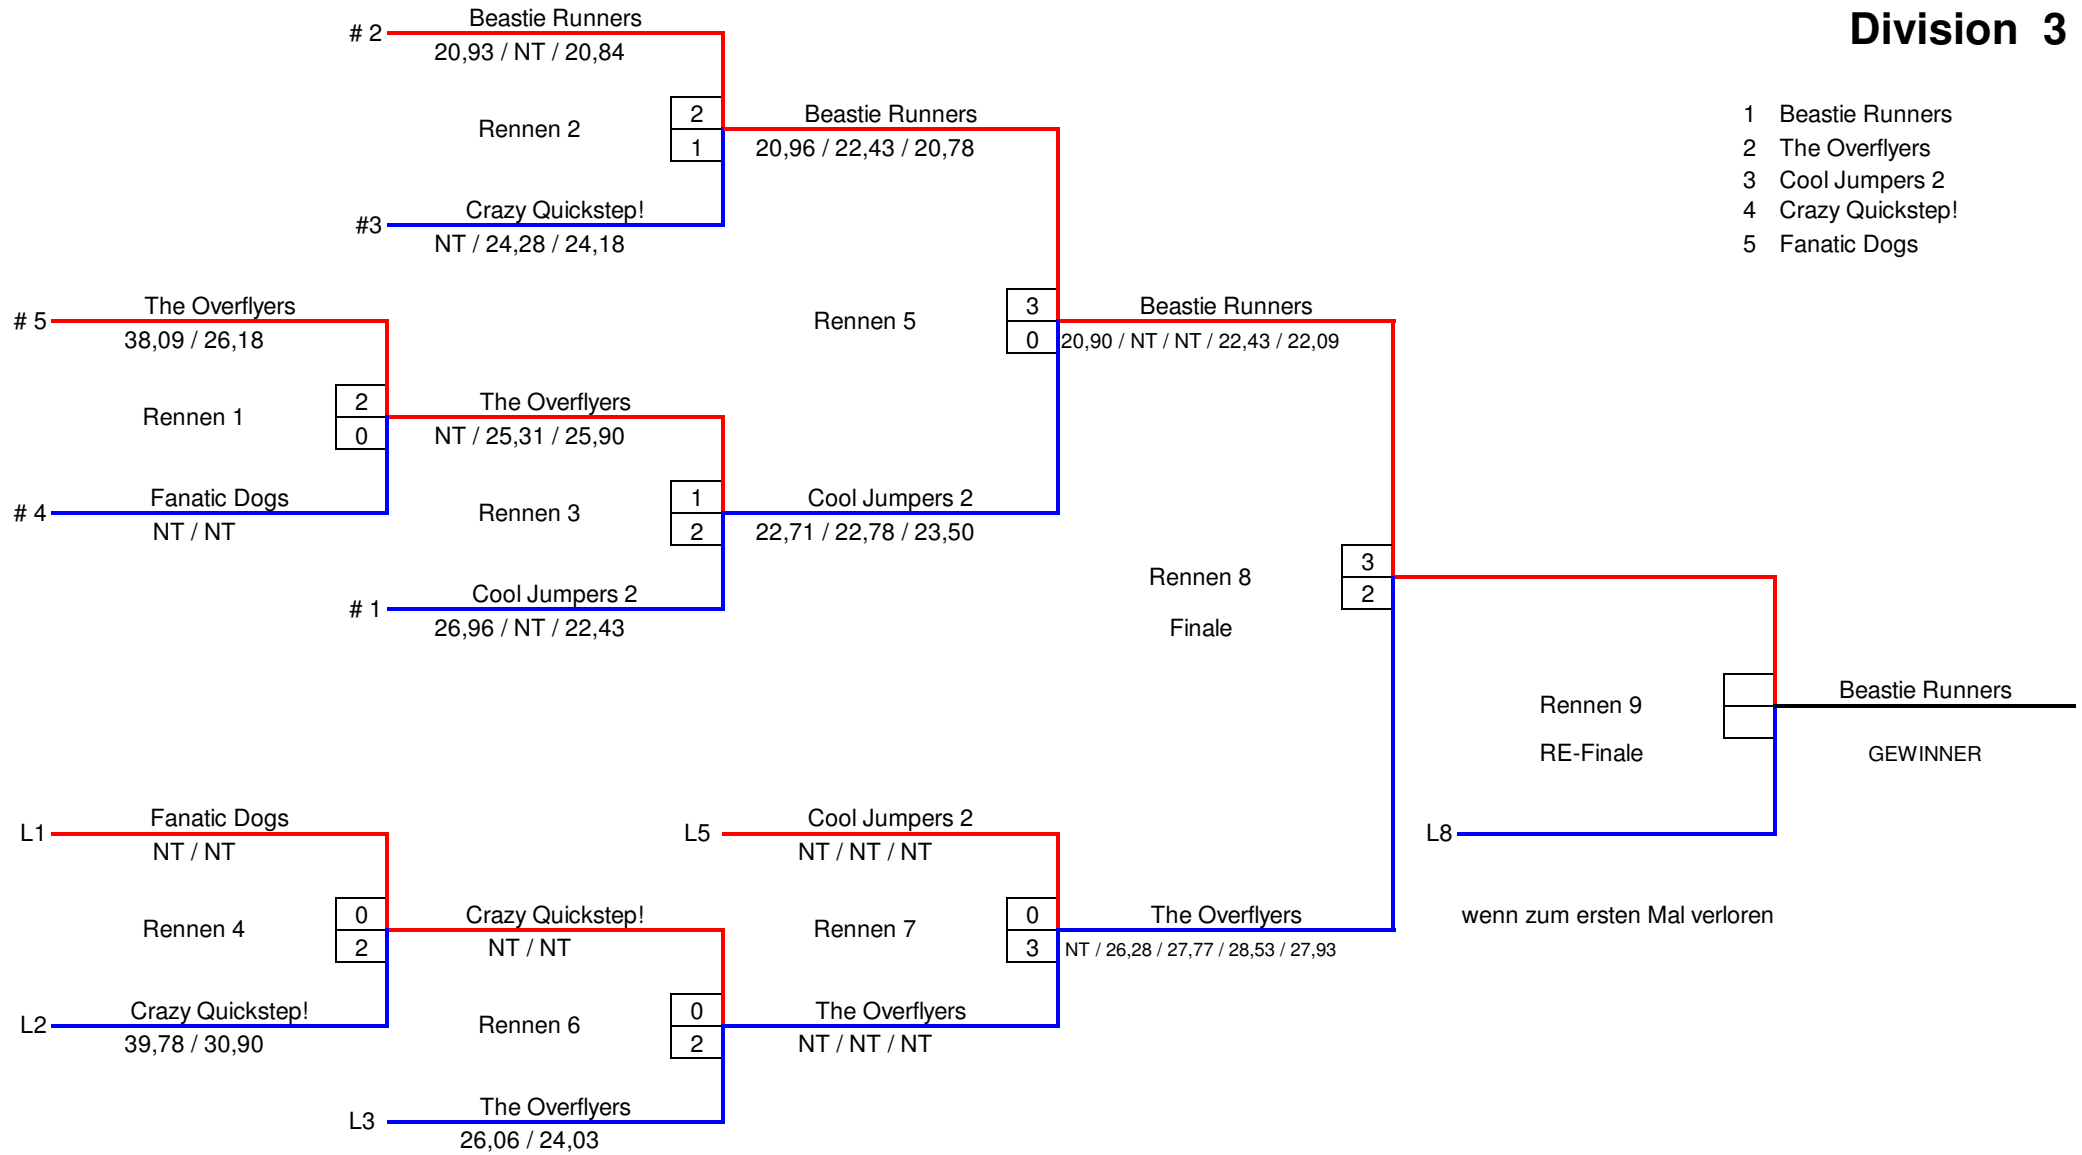 Division 3
1 Beastie Runners
2 The Overflyers
3 Cool Jumpers 2
4 Crazy Quickstep!
5 Fanatic Dogs
# 2
Beastie Runners
20,93 / NT / 20,84
Rennen 2
2
1
#3
Crazy Quickstep!
NT / 24,28 / 24,18
# 5
The Overflyers
38,09 / 26,18
Rennen 1
2
0
# 4
Fanatic Dogs
NT / NT
The Overflyers
NT / 25,31 / 25,90
Rennen 3
1
2
# 1
Cool Jumpers 2
26,96 / NT / 22,43
Beastie Runners
20,96 / 22,43 / 20,78
Rennen 5
3
0
Cool Jumpers 2
22,71 / 22,78 / 23,50
Beastie Runners
20,90 / NT / NT / 22,43 / 22,09
Rennen 8
Finale
3
2
L1
Fanatic Dogs
NT / NT
Rennen 4
0
2
L2
Crazy Quickstep!
39,78 / 30,90
Crazy Quickstep!
NT / NT
Rennen 6
0
2
L3
The Overflyers
26,06 / 24,03
L5
Cool Jumpers 2
NT / NT / NT
Rennen 7
0
3
The Overflyers
NT / NT / NT
The Overflyers
NT / 26,28 / 27,77 / 28,53 / 27,93
Rennen 9
RE-Finale
Beastie Runners
GEWINNER
L8
wenn zum ersten Mal verloren